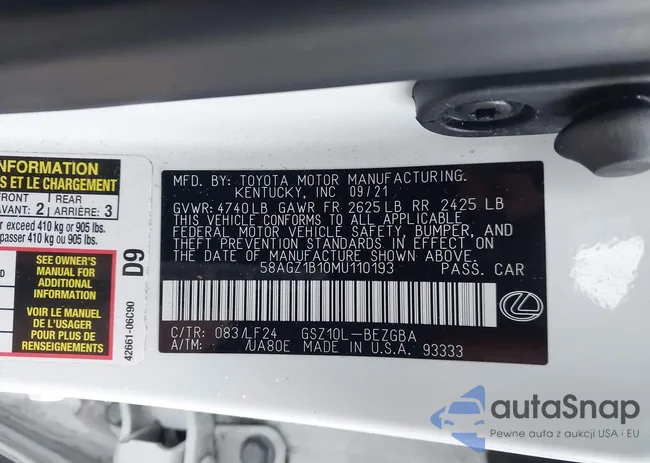 INFORMATION
S ET LE CHARGEMENT
FRONT
AVANT: 2
REAR
ARRIÈRE: 3
er exceed 410 kg or 905 lbs.
passer 410 kg ou 905 lbs.
SEE OWNER'S
MANUAL FOR
ADDITIONAL
INFORMATION
VOIR LE MANUEL
DE L'USAGER
POUR PLUS DE
RENSEIGNEMENTS
D9
42661-06C90
MFD. BY: TOYOTA MOTOR MANUFACTURING.
KENTUCKY, INC 09/21
GVWR: 4740LB GAWR FR 2625LB RR 2425 LB
THIS VEHICLE CONFORMS TO ALL APPLICABLE
FEDERAL MOTOR VEHICLE SAFETY, BUMPER, AND
THEFT PREVENTION STANDARDS IN EFFECT ON
THE DATE OF MANUFACTURE SHOWN ABOVE.
58AGZ1B10MU110193 PASS. CAR
C/TR: 083/LF24 GSZ10L-BEZGBA
A/TM: /UA80E MADE IN U.S.A. 93333
autaSnap
Pewne auta z aukcji USA i EU